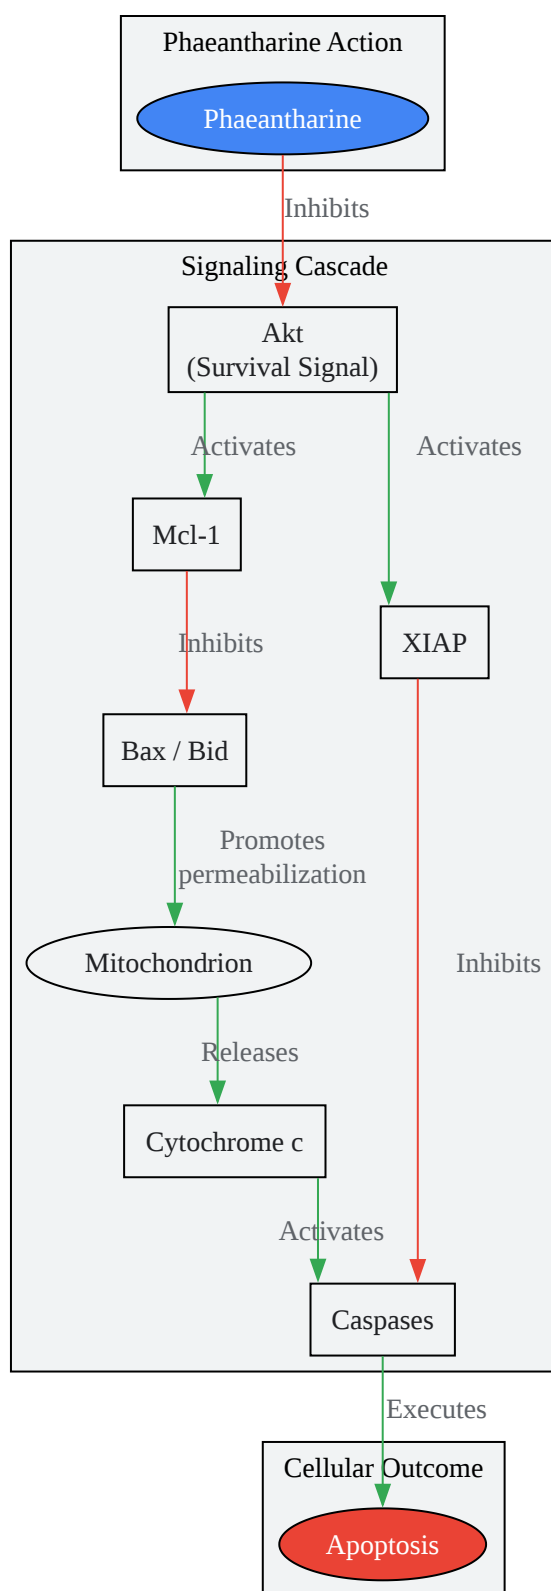 Phaeantharine Action
Phaeantharine
Inhibits
Signaling Cascade
Akt
(Survival Signal)
Activates
Activates
Mcl-1
Inhibits
XIAP
Bax / Bid
Promotes
permeabilization
Mitochondrion
Inhibits
Releases
Cytochrome c
Activates
Caspases
Executes
Cellular Outcome
Apoptosis